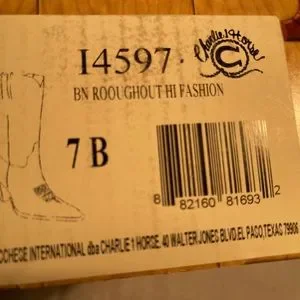 I4597.
Charlie 1 Horse
C
BN ROOUGHOUT HI FASHION
7 B
8 82160 81693 2
CCHESE INTERNATIONAL dba CHARLIE 1 HORSE. 40 WALTER JONES BLVD.EL PASO,TEXAS 79906